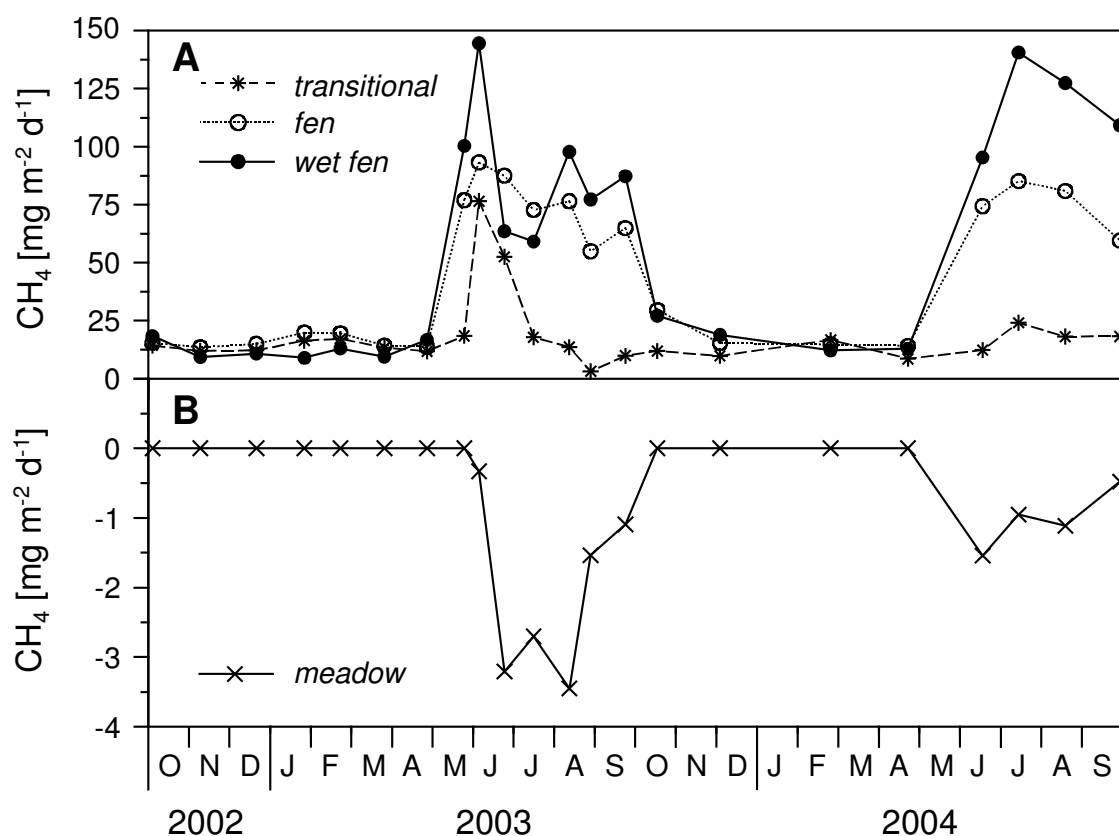 A
150
125
100
75
50
25
0
CH₄ [mg m⁻² d⁻¹]
transitional
fen
wet fen
B
0
-1
-2
-3
-4
CH₄ [mg m⁻² d⁻¹]
meadow
O N D J F M A M J J A S O N D J F M A M J J A S
2002 2003 2004